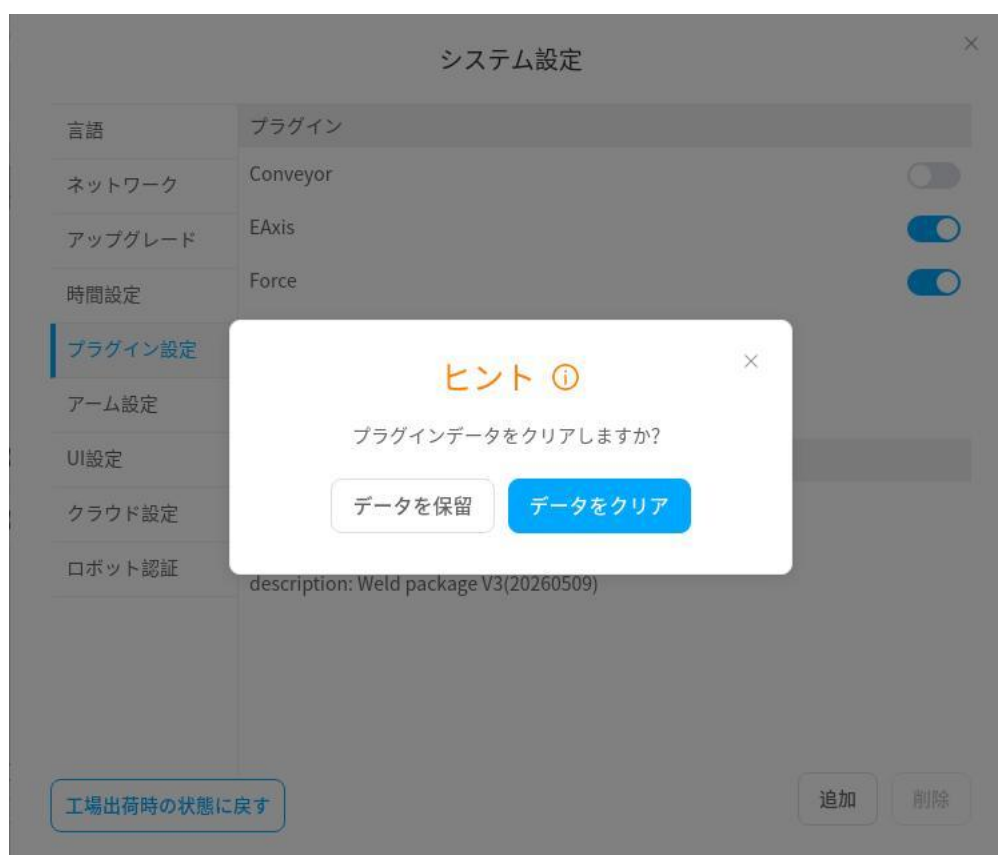 システム設定
言語
プラグイン
ネットワーク
Conveyor
アップグレード
EAxis
時間設定
Force
プラグイン設定
アーム設定
UI設定
クラウド設定
ロボット認証
ヒント
プラグインデータをクリアしますか?
データを保留
データをクリア
description: Weld package V3(20260509)
工場出荷時の状態に戻す
追加
削除